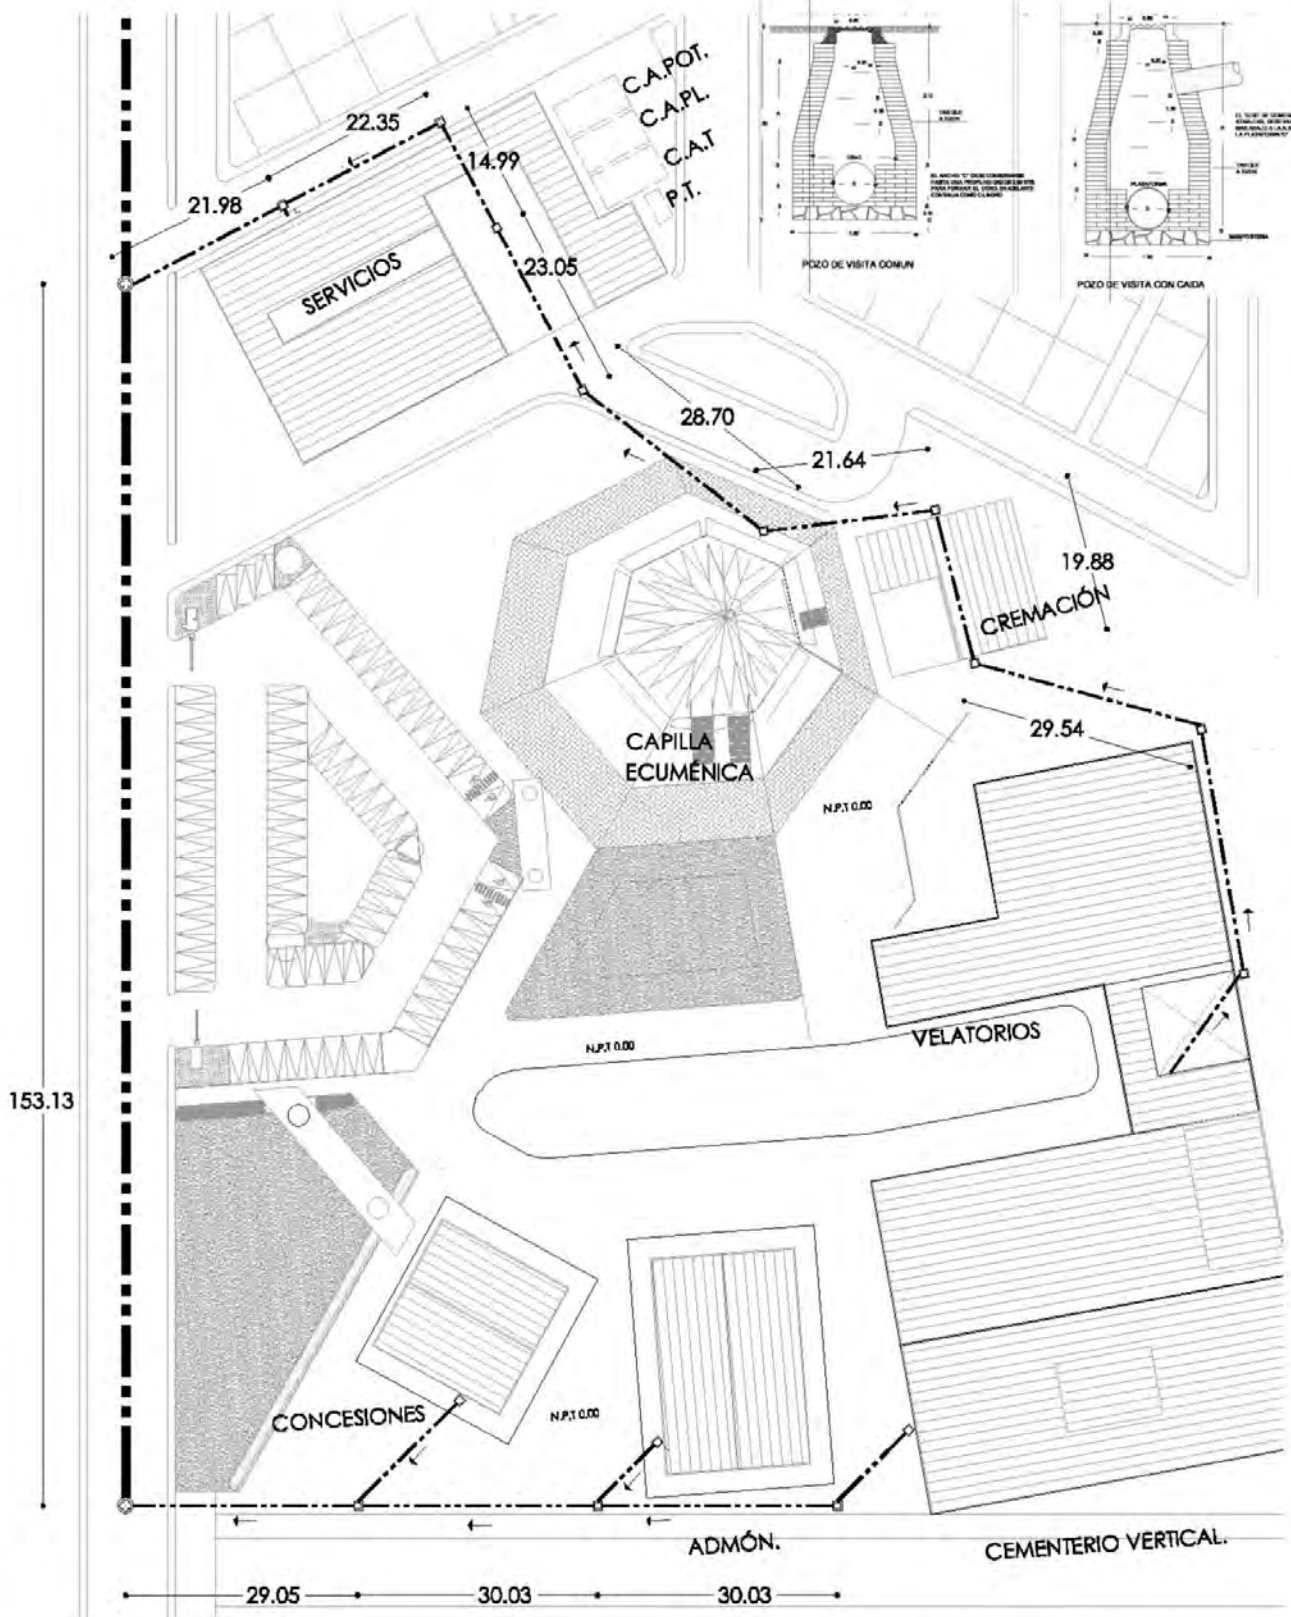 C.A.POT.
C.A.PL.
C.A.T
P.T.
22.35
14.99
21.98
23.05
SERVICIOS
POZO DE VISITA COMUN
PLATAFORMA
POZO DE VISITA CON CAIDA
28.70
21.64
19.88
CREMACIÓN
29.54
CAPILLA
ECUMÉNICA
N.P.T 0.00
N.P.T 0.00
VELATORIOS
153.13
CONCESIONES
N.P.T 0.00
ADMÓN.
CEMENTERIO VERTICAL.
29.05
30.03
30.03